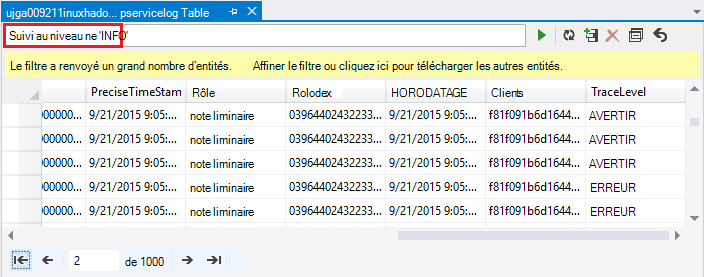 ujga009211inuxhado... pservicelog Table
Suivi au niveau ne 'INFO'
Le filtre a renvoyé un grand nombre d'entités. Affiner le filtre ou cliquez ici pour télécharger les autres entités.
PreciseTimeStam Rôle Rolodex HORODATAGE Clients TraceLevel
000000... 9/21/2015 9:05:... note liminaire 03964402432233... 9/21/2015 9:05:... f81f091b6d1644... AVERTIR
000000... 9/21/2015 9:05:... note liminaire 03964402432233... 9/21/2015 9:05:... f81f091b6d1644... AVERTIR
000000... 9/21/2015 9:05:... note liminaire 03964402432233... 9/21/2015 9:05:... f81f091b6d1644... AVERTIR
000000... 9/21/2015 9:05:... note liminaire 03964402432233... 9/21/2015 9:05:... f81f091b6d1644... ERREUR
000000... 9/21/2015 9:05:... note liminaire 03964402432233... 9/21/2015 9:05:... f81f091b6d1644... ERREUR
2 de 1000